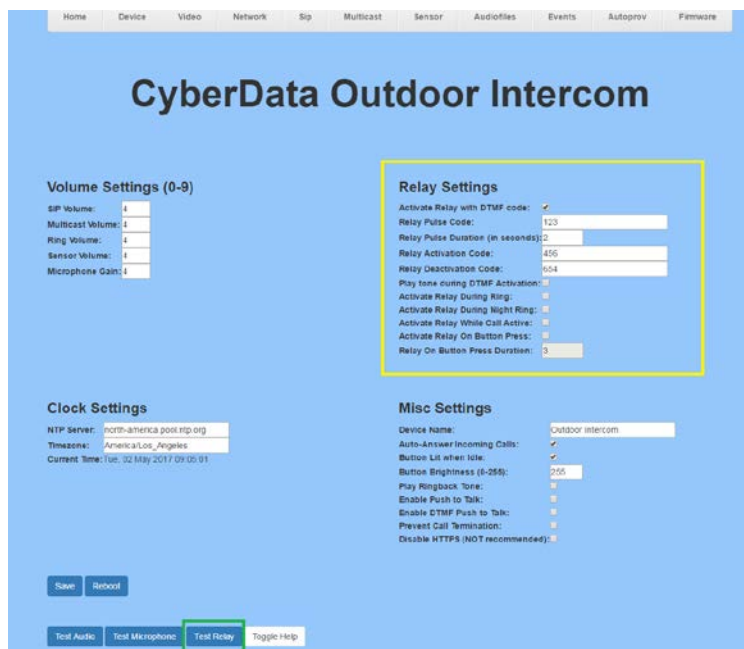 Home Device Video Network Sip Multicast Sensor Audiofiles Events Autoprov Firmware
CyberData Outdoor Intercom
Volume Settings (0-9)
SIP Volume: 4
Multicast Volume: 4
Ring Volume: 4
Sensor Volume: 4
Microphone Gain: 4
Relay Settings
Activate Relay with DTMF code:
Relay Pulse Code: 123
Relay Pulse Duration (in seconds): 2
Relay Activation Code: 456
Relay Deactivation Code: 654
Play tone during DTMF Activation:
Activate Relay During Ring:
Activate Relay During Night Ring:
Activate Relay While Call Active:
Activate Relay On Button Press:
Relay On Button Press Duration: 3
Clock Settings
NTP Server: north-america.pool.ntp.org
Timezone: America/Los_Angeles
Current Time: Tue, 02 May 2017 09:05:01
Misc Settings
Device Name: Outdoor Intercom
Auto-Answer Incoming Calls:
Button Lit when Idle:
Button Brightness (0-255): 255
Play Ringback Tone:
Enable Push to Talk:
Enable DTMF Push to Talk:
Prevent Call Termination:
Disable HTTPS (NOT recommended):
Save Reboot
Test Audio Test Microphone Test Relay Toggle Help